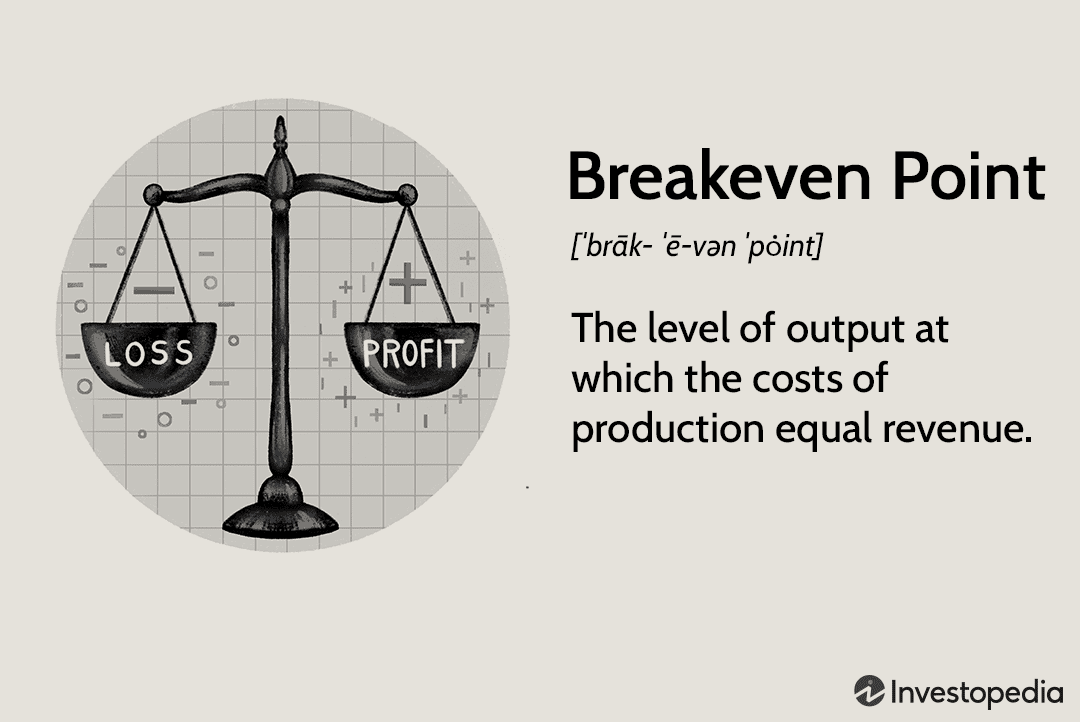 LOSS
PROFIT
Breakeven Point
[ˈbrāk- ˈē-vən ˈpȯint]
The level of output at
which the costs of
production equal revenue.
Investopedia